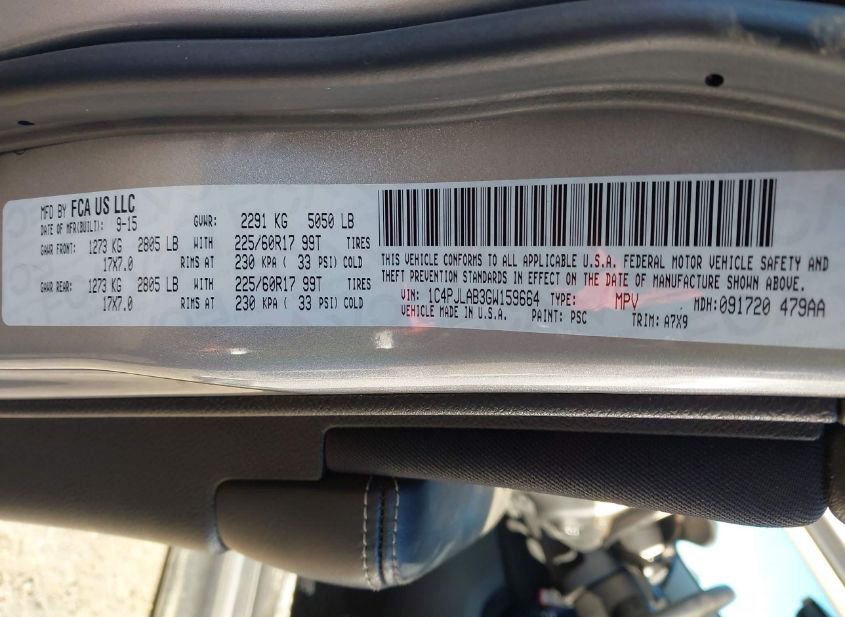 MFD BY FCA US LLC
DATE OF MFR(BUILT): 9-15 GVWR: 2291 KG 5050 LB
GAWR FRONT: 1273 KG 2805 LB WITH 225/60R17 99T TIRES
17X7.0 RIMS AT 230 KPA ( 33 PSI) COLD
GAWR REAR: 1273 KG 2805 LB WITH 225/60R17 99T TIRES
17X7.0 RIMS AT 230 KPA ( 33 PSI) COLD
THIS VEHICLE CONFORMS TO ALL APPLICABLE U.S.A. FEDERAL MOTOR VEHICLE SAFETY AND
THEFT PREVENTION STANDARDS IN EFFECT ON THE DATE OF MANUFACTURE SHOWN ABOVE.
VIN: 1C4PJLAB3GW159664 TYPE: MPV MDH:091720 479AA
VEHICLE MADE IN U.S.A. PAINT: PSC TRIM: A7X9